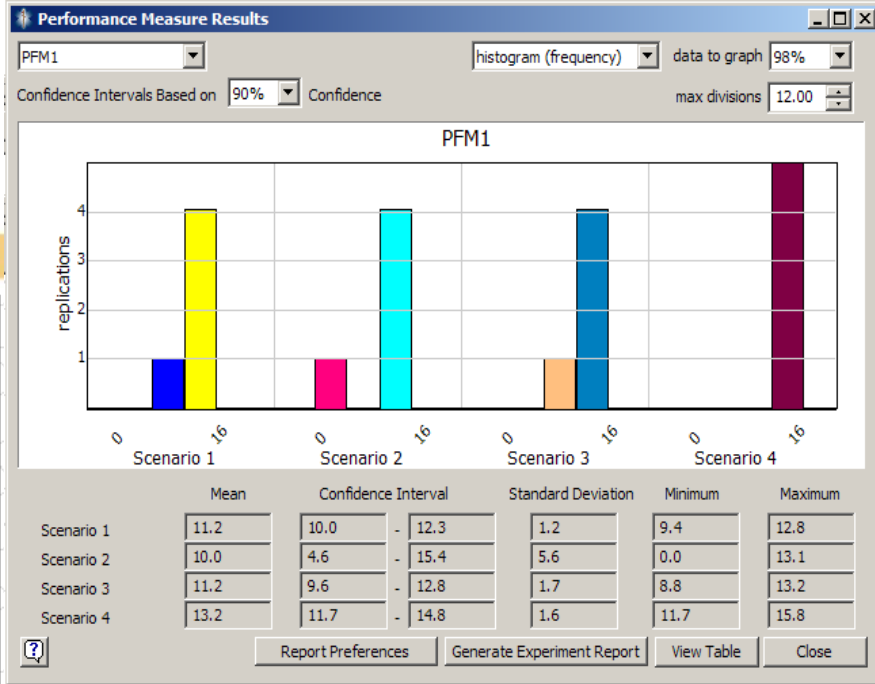 Performance Measure Results
PFM1 histogram (frequency) data to graph 98%
Confidence Intervals Based on 90% Confidence max divisions 12.00
PFM1
replications
4
3
2
1
0 16 0 16 0 16 0 16
Scenario 1 Scenario 2 Scenario 3 Scenario 4
Mean Confidence Interval Standard Deviation Minimum Maximum
Scenario 1 11.2 10.0 - 12.3 1.2 9.4 12.8
Scenario 2 10.0 4.6 - 15.4 5.6 0.0 13.1
Scenario 3 11.2 9.6 - 12.8 1.7 8.8 13.2
Scenario 4 13.2 11.7 - 14.8 1.6 11.7 15.8
? Report Preferences Generate Experiment Report View Table Close